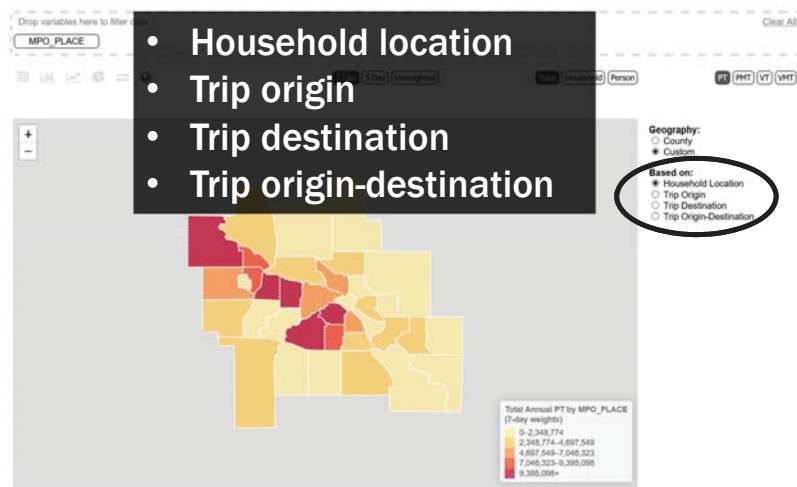 Drop variables here to filter
Clear All
MPO_PLACE
• Household location
• Trip origin
• Trip destination
• Trip origin-destination
5 Day Unweighted
Household Person
PT PMT VT VMT
+
−
Geography:
County
Custom
Based on:
Household Location
Trip Origin
Trip Destination
Trip Origin-Destination
Total Annual PT by MPO_PLACE
(7-day weights)
0–2,348,774
2,348,774–4,697,549
4,697,549–7,046,323
7,046,323–9,395,098
9,395,098+